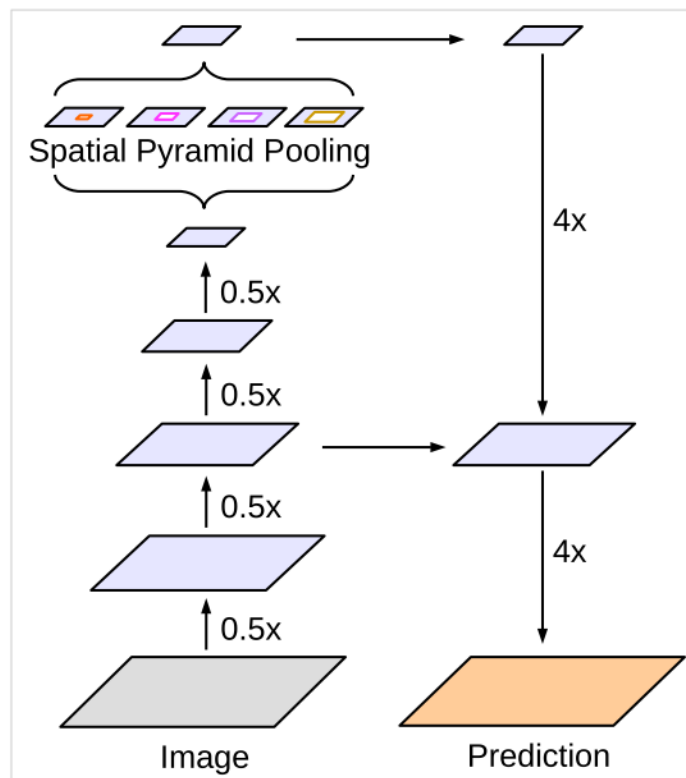 Spatial Pyramid Pooling
4x
0.5x
0.5x
0.5x
4x
0.5x
Image
Prediction